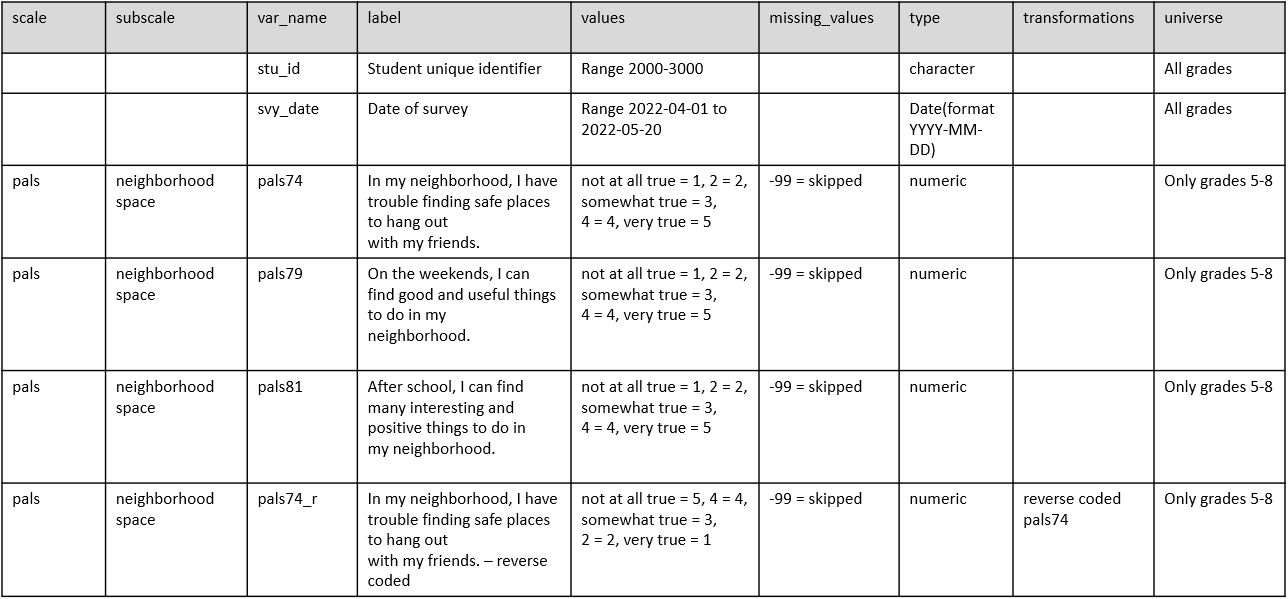 scale subscale var_name label values missing_values type transformations universe
stu_id Student unique identifier Range 2000-3000 character All grades
svy_date Date of survey Range 2022-04-01 to Date(format All grades
2022-05-20 YYYY-MM-
DD)
pals neighborhood pals74 In my neighborhood, I have not at all true = 1, 2 = 2, -99 = skipped numeric Only grades 5-8
space trouble finding safe places somewhat true = 3,
to hang out 4 = 4, very true = 5
with my friends.
pals neighborhood pals79 On the weekends, I can not at all true = 1, 2 = 2, -99 = skipped numeric Only grades 5-8
space find good and useful things somewhat true = 3,
to do in my 4 = 4, very true = 5
neighborhood.
pals neighborhood pals81 After school, I can find not at all true = 1, 2 = 2, -99 = skipped numeric Only grades 5-8
space many interesting and somewhat true = 3,
positive things to do in 4 = 4, very true = 5
my neighborhood.
pals neighborhood pals74_r In my neighborhood, I have not at all true = 5, 4 = 4, -99 = skipped numeric reverse coded Only grades 5-8
space trouble finding safe places somewhat true = 3, pals74
to hang out 2 = 2, very true = 1
with my friends. – reverse
coded